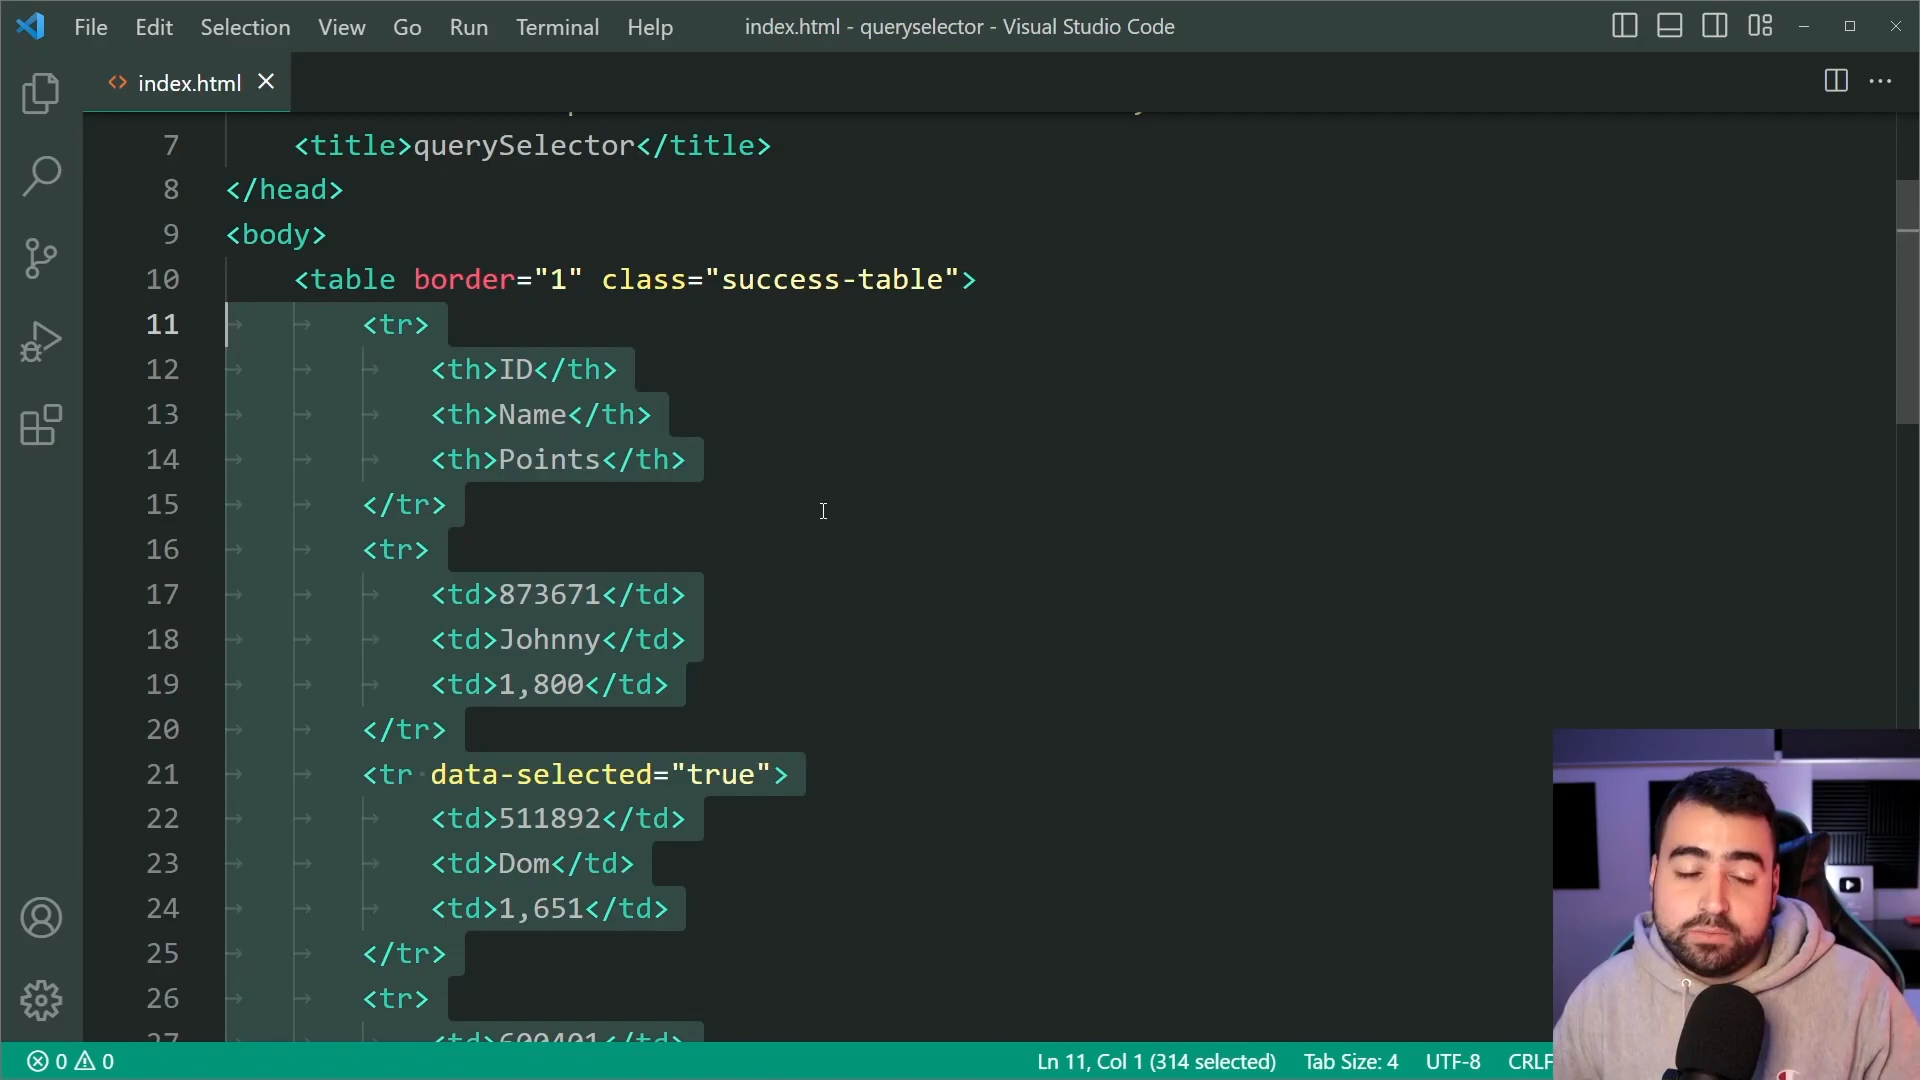 File Edit Selection View Go Run Terminal Help index.html - queryselector - Visual Studio Code
<> index.html
7 <title>querySelector</title>
8 </head>
9 <body>
10 <table border="1" class="success-table">
11 <tr>
12 <th>ID</th>
13 <th>Name</th>
14 <th>Points</th>
15 </tr>
16 <tr>
17 <td>873671</td>
18 <td>Johnny</td>
19 <td>1,800</td>
20 </tr>
21 <tr data-selected="true">
22 <td>511892</td>
23 <td>Dom</td>
24 <td>1,651</td>
25 </tr>
26 <tr>
27 <td>600401</td>
0 0 Ln 11, Col 1 (314 selected) Tab Size: 4 UTF-8 CRLF